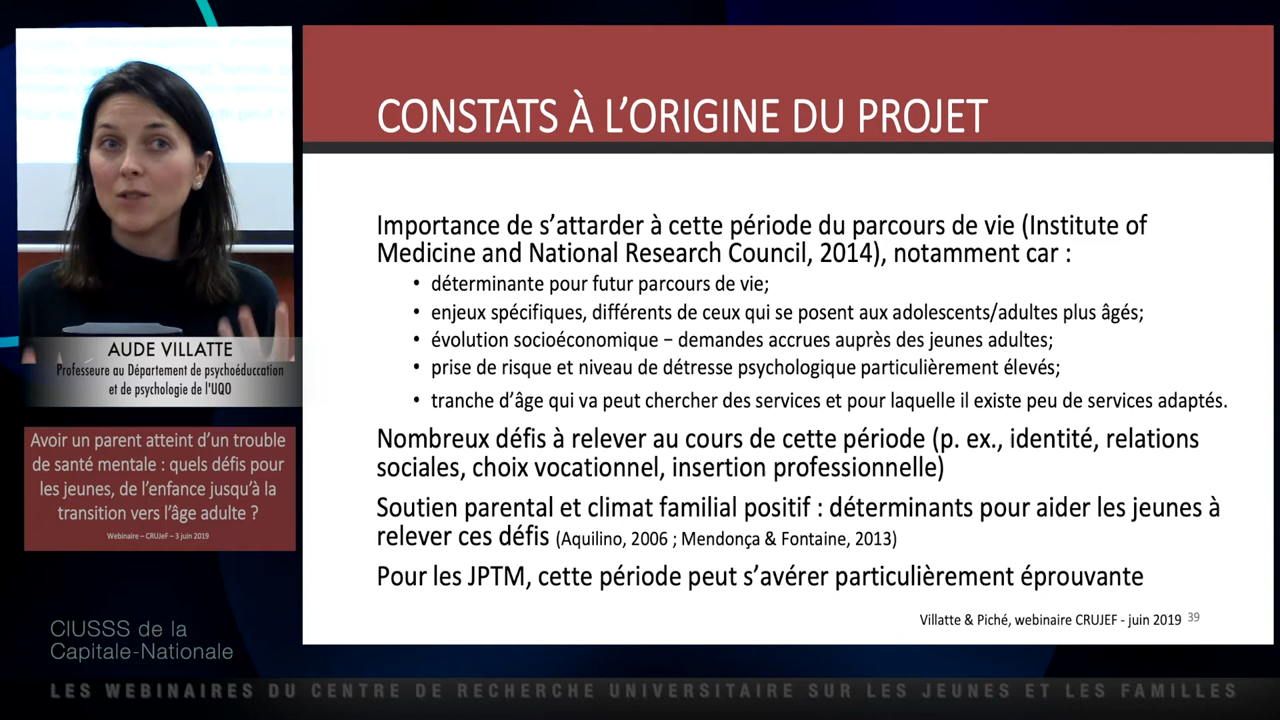 AUDE VILLATTE
Professeure au Département de psychoéduccation
et de psychologie de l'UQO
Avoir un parent atteint d'un trouble
de santé mentale : quels défis pour
les jeunes, de l'enfance jusqu'à la
transition vers l'âge adulte ?
Webinaire – CRUJeF – 3 juin 2019
CIUSSS de la
Capitale-Nationale
CONSTATS À L'ORIGINE DU PROJET
Importance de s'attarder à cette période du parcours de vie (Institute of
Medicine and National Research Council, 2014), notamment car :
• déterminante pour futur parcours de vie;
• enjeux spécifiques, différents de ceux qui se posent aux adolescents/adultes plus âgés;
• évolution socioéconomique – demandes accrues auprès des jeunes adultes;
• prise de risque et niveau de détresse psychologique particulièrement élevés;
• tranche d'âge qui va peut chercher des services et pour laquelle il existe peu de services adaptés.
Nombreux défis à relever au cours de cette période (p. ex., identité, relations
sociales, choix vocationnel, insertion professionnelle)
Soutien parental et climat familial positif : déterminants pour aider les jeunes à
relever ces défis (Aquilino, 2006 ; Mendonça & Fontaine, 2013)
Pour les JPTM, cette période peut s'avérer particulièrement éprouvante
Villatte & Piché, webinaire CRUJEF - juin 2019 39
LES WEBINAIRES DU CENTRE DE RECHERCHE UNIVERSITAIRE SUR LES JEUNES ET LES FAMILLES